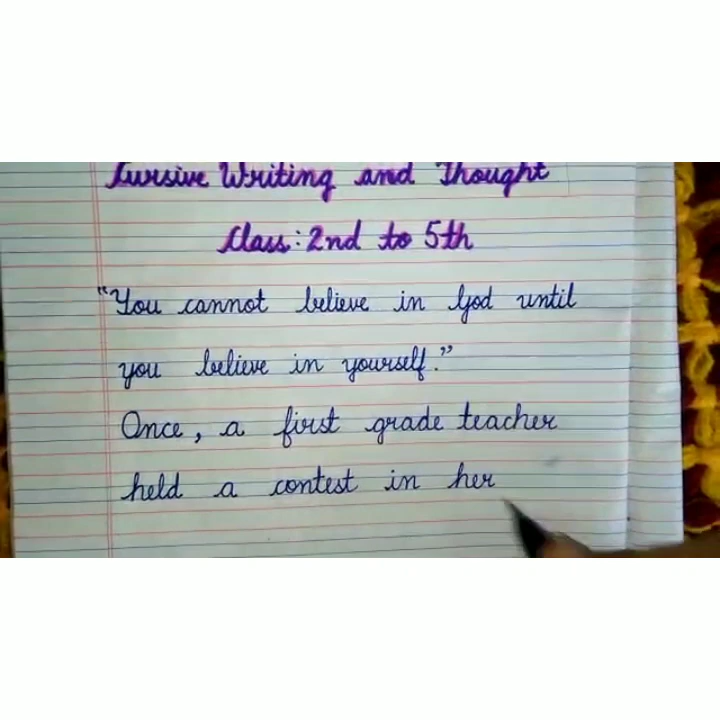 Cursive Writing and Thought
Class: 2nd to 5th
"You cannot believe in God until
you believe in yourself."
Once, a first grade teacher
held a contest in her